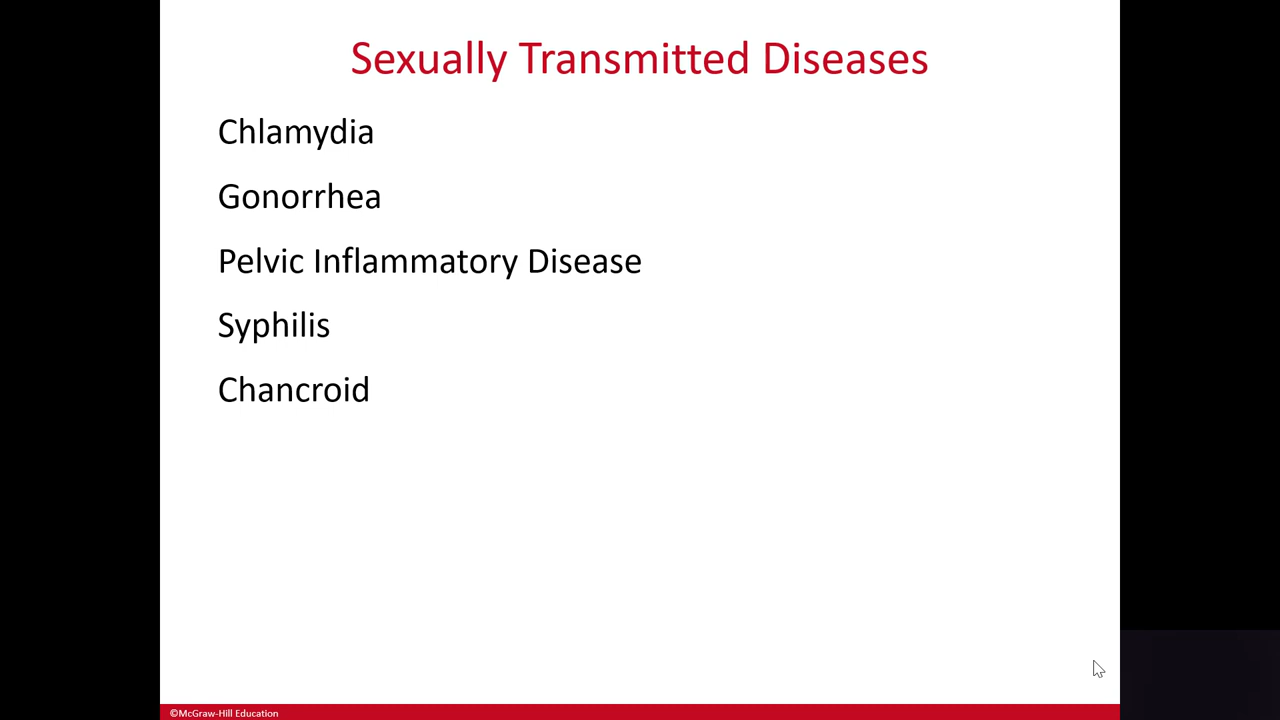 Sexually Transmitted Diseases
Chlamydia
Gonorrhea
Pelvic Inflammatory Disease
Syphilis
Chancroid
©McGraw-Hill Education